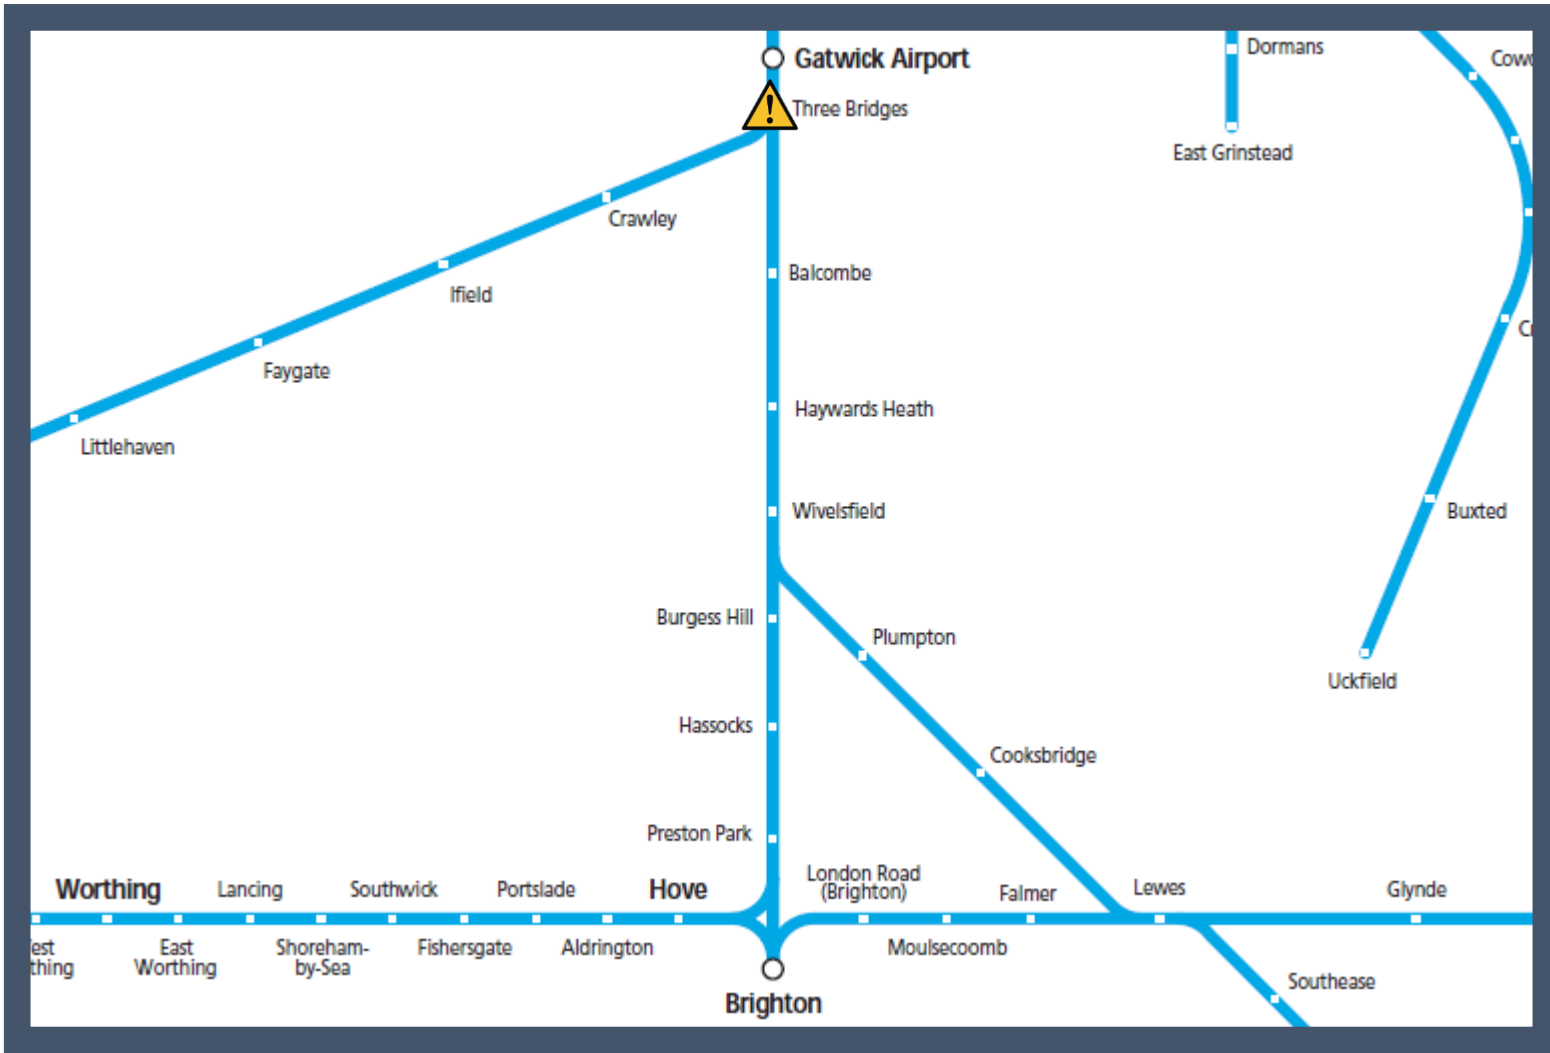 Gatwick Airport
Dormans
Three Bridges
East Grinstead
Crawley
Balcombe
Ifield
Faygate
Haywards Heath
Littlehaven
Wivelsfield
Buxted
Burgess Hill
Plumpton
Uckfield
Hassocks
Cooksbridge
Preston Park
London Road
(Brighton)
Worthing
Lancing
Southwick
Portslade
Hove
Falmer
Lewes
Glynde
East
Worthing
Shoreham-
by-Sea
Fishersgate
Aldrington
Moulsecoomb
Southease
Brighton